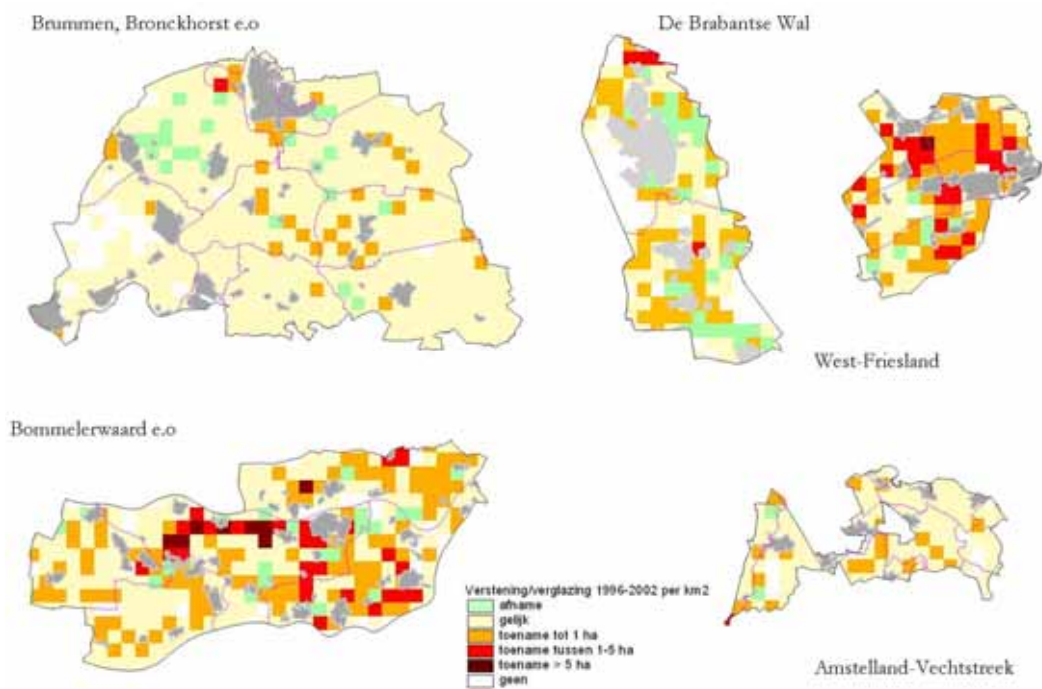 Brummen, Bronckhorst e.o
De Brabantse Wal
West-Friesland
Bommelerwaard e.o
Verstening/verglazing 1996-2002 per km2
afname
gelijk
toename tot 1 ha
toename tussen 1-5 ha
toename > 5 ha
geen
Amstelland-Vechtstreek